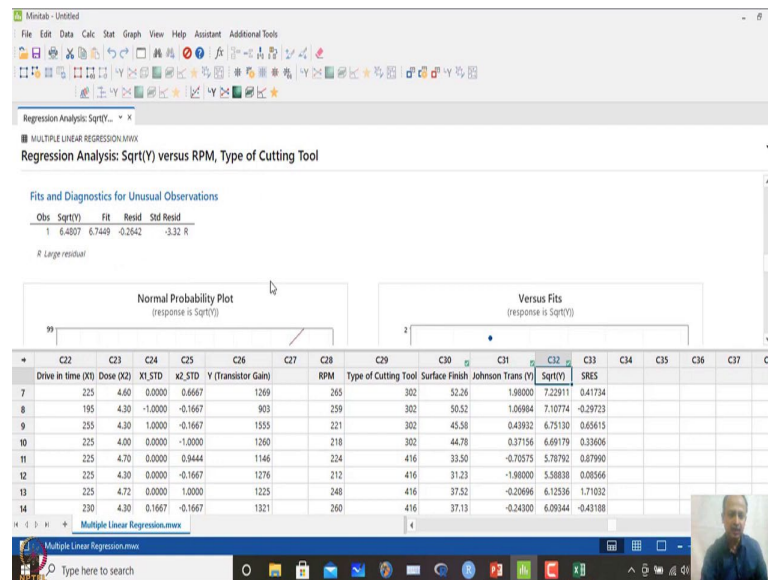 Minitab - Untitled
File Edit Data Calc Stat Graph View Help Assistant Additional Tools
Regression Analysis: Sqrt(Y... × 
MULTIPLE LINEAR REGRESSION.MWX
Regression Analysis: Sqrt(Y) versus RPM, Type of Cutting Tool
Fits and Diagnostics for Unusual Observations
Obs Sqrt(Y) Fit Resid Std Resid
1 6.4807 6.7449 -0.2642 -3.32 R
R Large residual
Normal Probability Plot
(response is Sqrt(Y))
99
Versus Fits
(response is Sqrt(Y))
2
C22 C23 C24 C25 C26 C27 C28 C29 C30 C31 C32 C33 C34 C35 C36 C37 C
Drive in time (X1) Dose (X2) X1_STD x2_STD Y (Transistor Gain) RPM Type of Cutting Tool Surface Finish Johnson Trans (Y) Sqrt(Y) SRES
7 225 4.60 0.0000 0.6667 1269 265 302 52.26 1.98000 7.22911 0.41734
8 195 4.30 -1.0000 -0.1667 903 259 302 50.52 1.06984 7.10774 -0.29723
9 255 4.30 1.0000 -0.1667 1555 221 302 45.58 0.43932 6.75130 0.65615
10 225 4.00 0.0000 -1.0000 1260 218 302 44.78 0.37156 6.69179 0.33606
11 225 4.70 0.0000 0.9444 1146 224 416 33.50 -0.70575 5.78792 0.87990
12 225 4.30 0.0000 -0.1667 1276 212 416 31.23 -1.98000 5.58838 0.08566
13 225 4.72 0.0000 1.0000 1225 248 416 37.52 -0.20696 6.12536 1.71032
14 230 4.30 0.1667 -0.1667 1321 260 416 37.13 -0.24300 6.09344 -0.43188
Multiple Linear Regression.mwx
Multiple Linear Regression.mwx
Type here to search
NPTEL